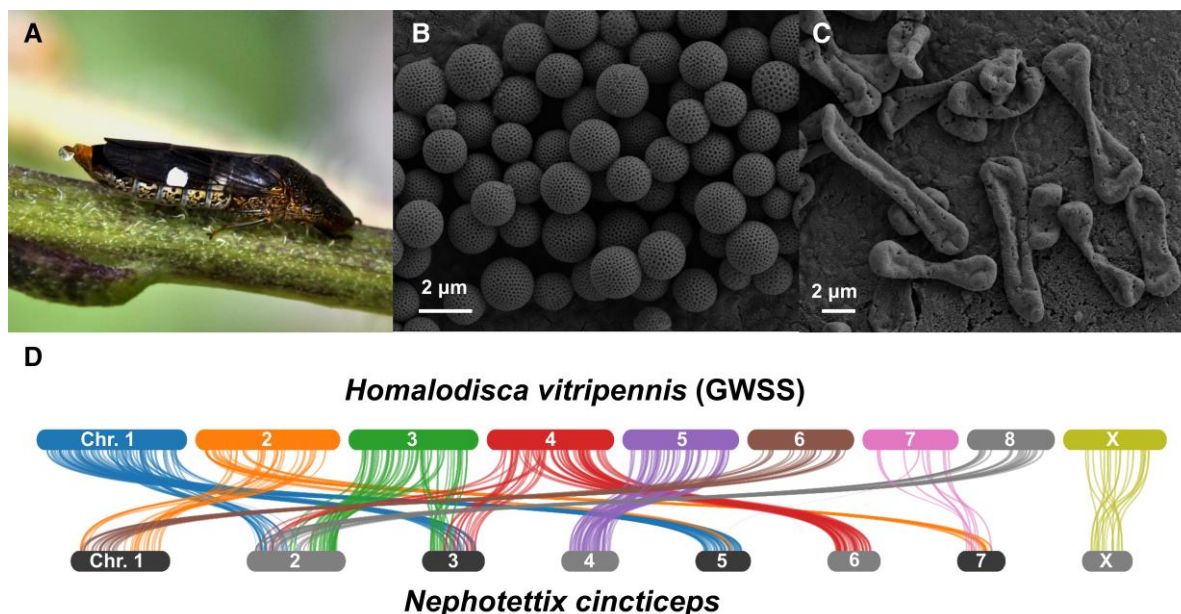 A
B
C
2 µm
2 µm
D
Homalodisca vitripennis (GWSS)
Chr. 1 2 3 4 5 6 7 8 X
Chr. 1 2 3 4 5 6 7 X
Nephotettix cincticeps